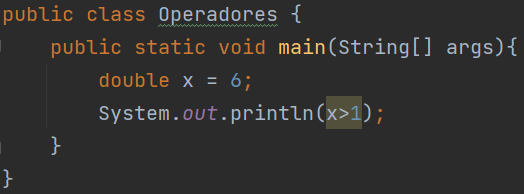 public class Operadores {
    public static void main(String[] args){
        double x = 6;
        System.out.println(x>1);
    }
}